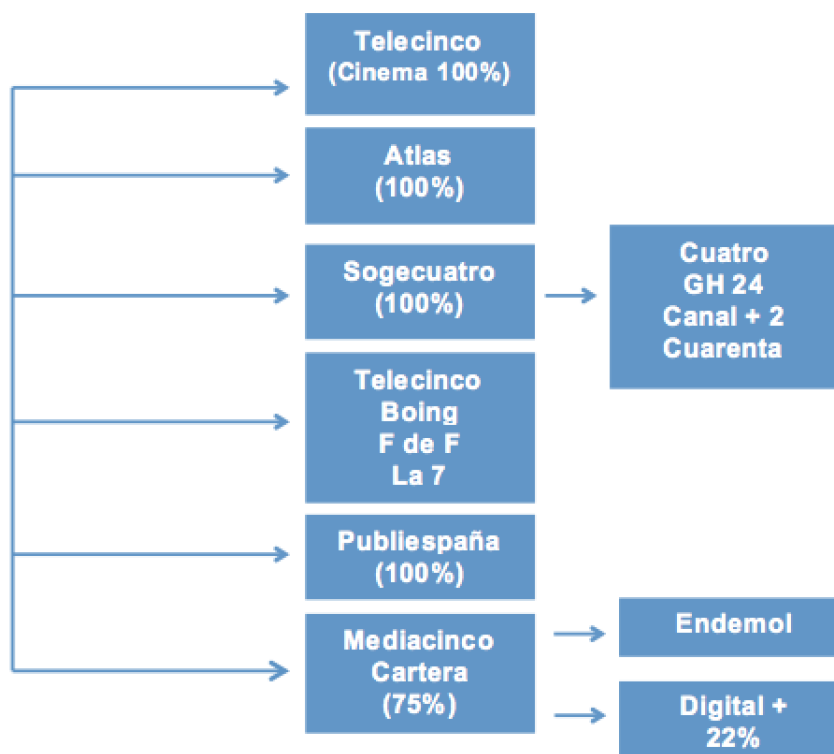 Telecinco
(Cinema 100%)
Atlas
(100%)
Sogecuatro
(100%)
Cuatro
GH 24
Canal + 2
Cuarenta
Telecinco
Boing
F de F
La 7
Publiespaña
(100%)
Mediacinco
Cartera
(75%)
Endemol
Digital +
22%